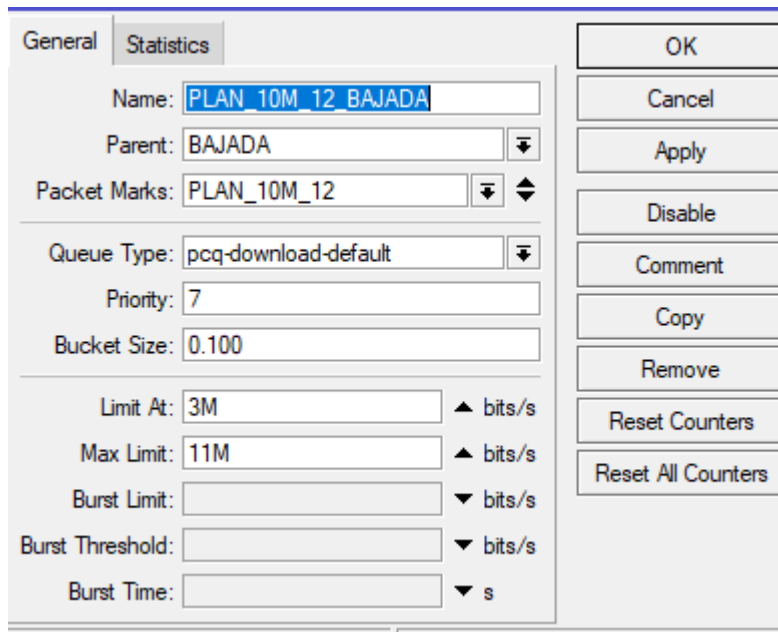 General Statistics
OK
Name: PLAN_10M_12_BAJADA
Cancel
Parent: BAJADA
Apply
Packet Marks: PLAN_10M_12
Disable
Queue Type: pcq-download-default
Comment
Priority: 7
Copy
Bucket Size: 0.100
Remove
Limit At: 3M bits/s
Reset Counters
Max Limit: 11M bits/s
Reset All Counters
Burst Limit: bits/s
Burst Threshold: bits/s
Burst Time: s